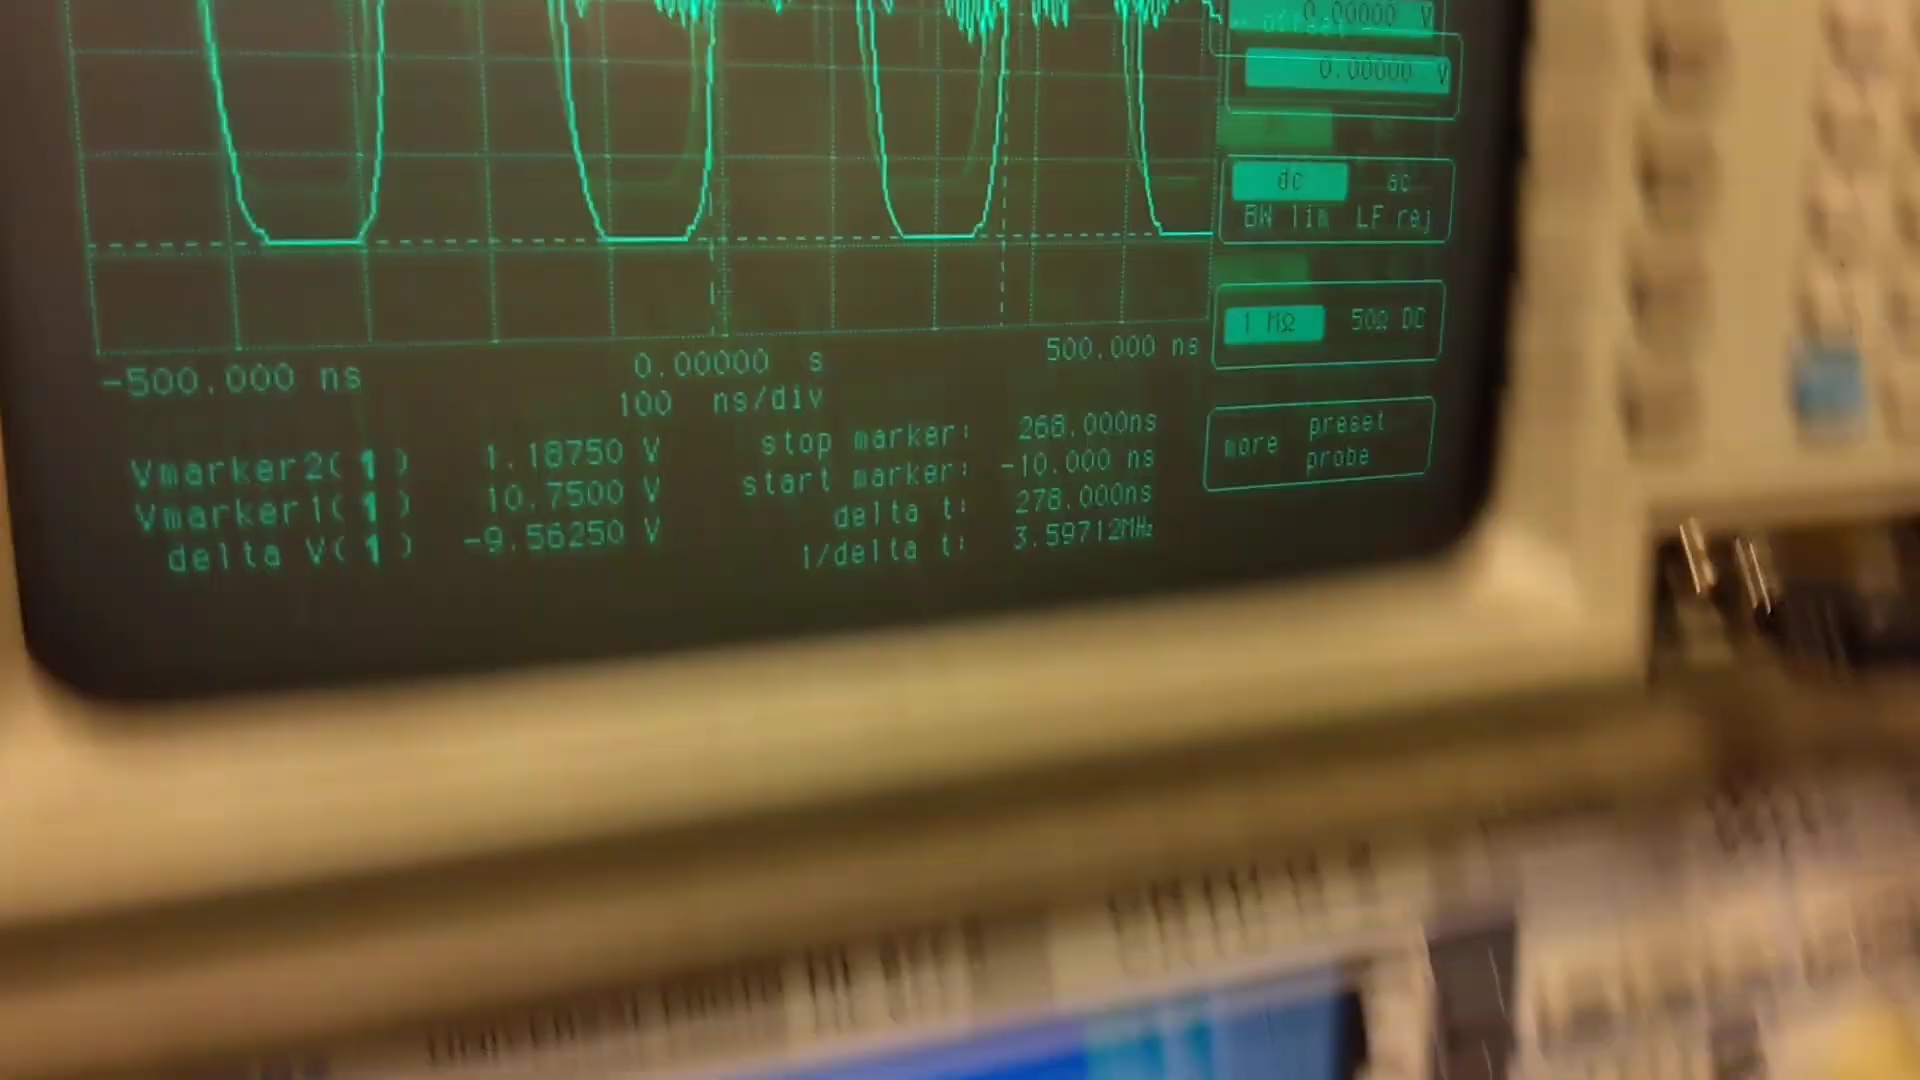 0.00000 V
offset
0.00000 V
dc ac
BW lim LF rej
1 MΩ 50Ω DC
more preset probe
-500.000 ns 0.00000 s 500.000 ns
100 ns/div
Vmarker2(1) 1.18750 V stop marker: 268.000ns
Vmarker1(1) 10.7500 V start marker: -10.000 ns
delta V(1) -9.56250 V delta t: 278.000ns
1/delta t: 3.59712MHz